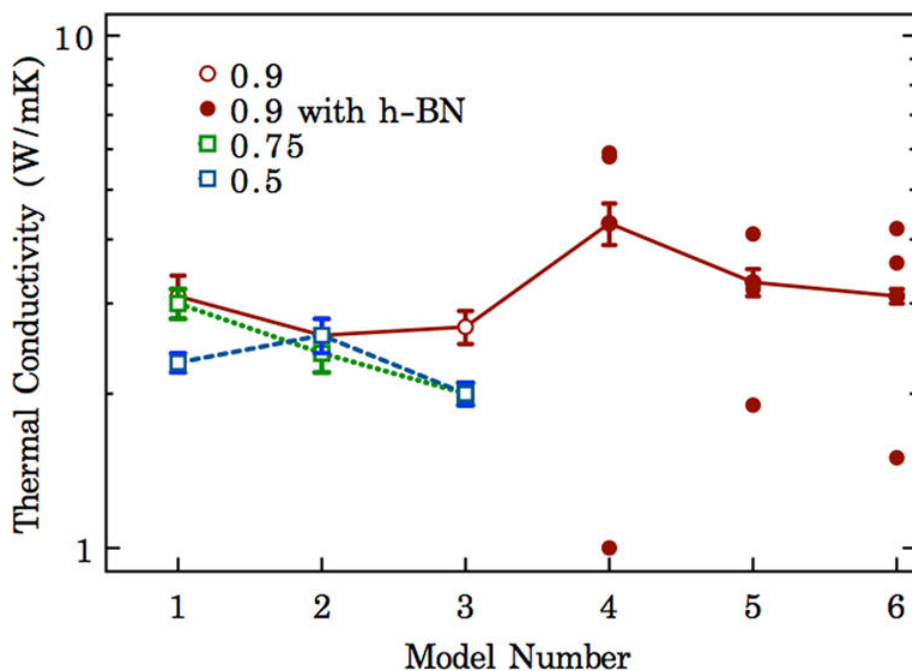 10
0.9
0.9 with h-BN
0.75
0.5
Thermal Conductivity (W/mK)
1
1 2 3 4 5 6
Model Number